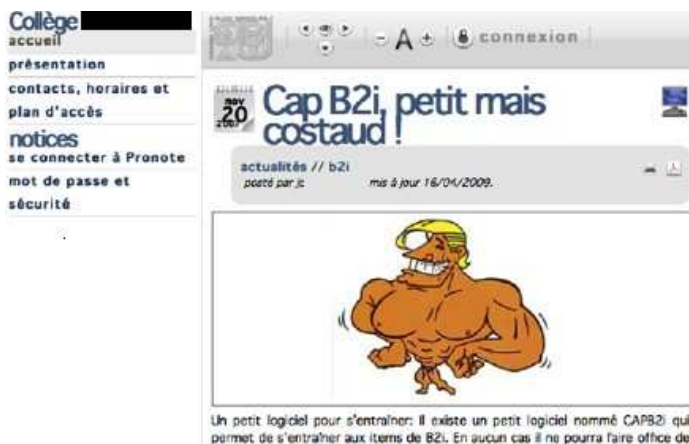 Collège
accueil
présentation
contacts, horaires et
plan d'accès
notices
se connecter à Pronote
mot de passe et
sécurité
- A +
connexion
nov
20
2007
Cap B2i, petit mais
costaud !
actualités // b2i
posté par jc mis à jour 16/04/2009.
Un petit logiciel pour s'entraîner: Il existe un petit logiciel nommé CAPB2i qui
permet de s'entraîner aux items de B2i. En aucun cas il ne pourra faire office de